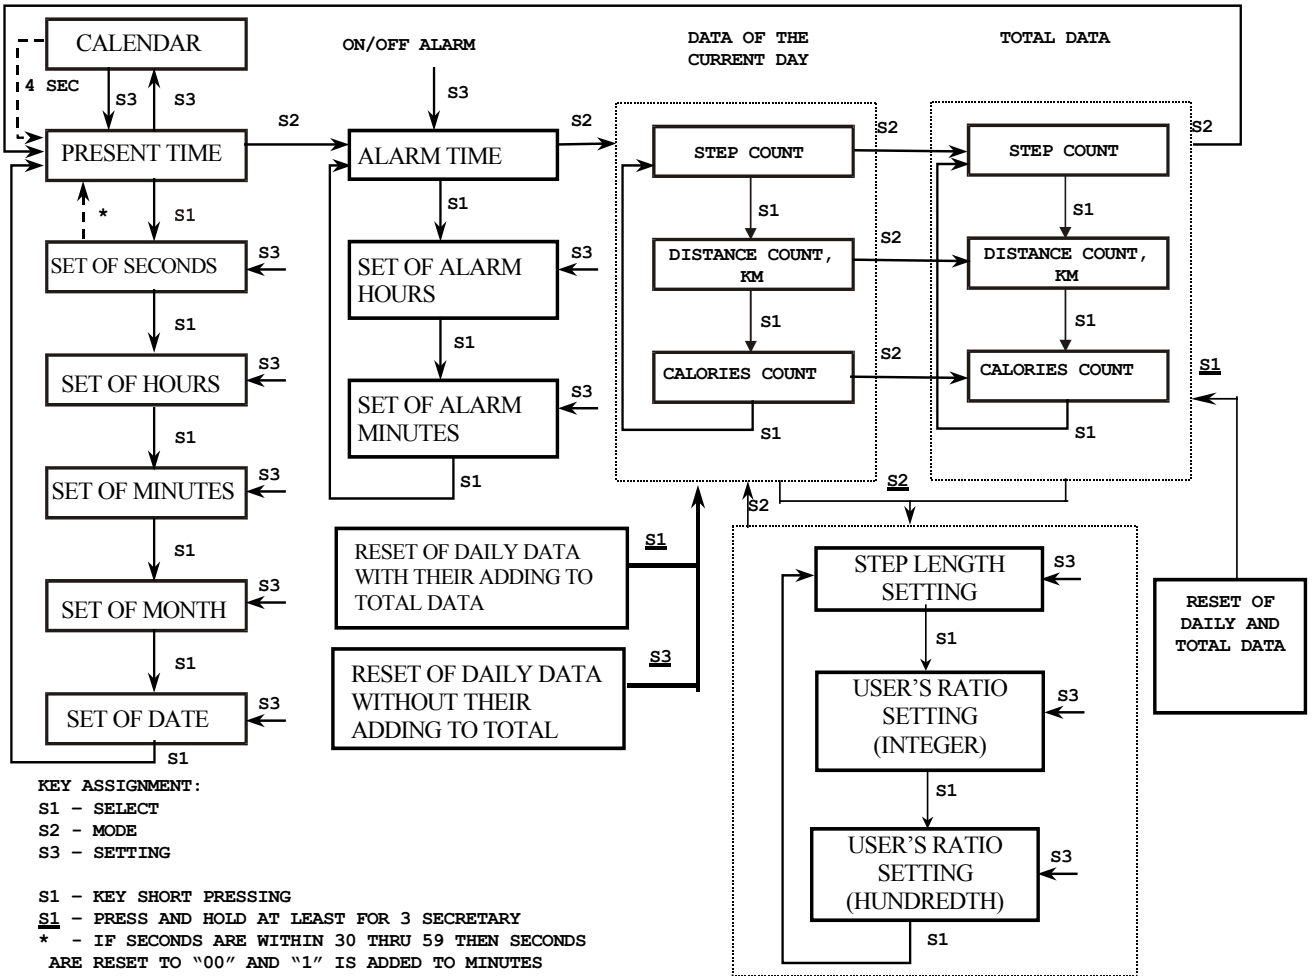 CALENDAR
4 SEC
S3
S3
PRESENT TIME
S2
*
S1
SET OF SECONDS
S3
S1
SET OF HOURS
S3
S1
SET OF MINUTES
S3
S1
SET OF MONTH
S3
S1
SET OF DATE
S3
S1
ON/OFF ALARM
S3
ALARM TIME
S2
S1
SET OF ALARM
HOURS
S3
S1
SET OF ALARM
MINUTES
S3
S1
DATA OF THE
CURRENT DAY
STEP COUNT
S2
S1
DISTANCE COUNT,
KM
S2
S1
CALORIES COUNT
S2
S1
TOTAL DATA
STEP COUNT
S2
S1
DISTANCE COUNT,
KM
S1
CALORIES COUNT
S1
S1
S2
S2
RESET OF DAILY DATA
WITH THEIR ADDING TO
TOTAL DATA
S1
RESET OF DAILY DATA
WITHOUT THEIR
ADDING TO TOTAL
S3
STEP LENGTH
SETTING
S3
S1
USER'S RATIO
SETTING
(INTEGER)
S3
S1
USER'S RATIO
SETTING
(HUNDREDTH)
S3
S1
RESET OF
DAILY AND
TOTAL DATA
KEY ASSIGNMENT:
S1 – SELECT
S2 - MODE
S3 – SETTING
S1 – KEY SHORT PRESSING
S1 – PRESS AND HOLD AT LEAST FOR 3 SECRETARY
* - IF SECONDS ARE WITHIN 30 THRU 59 THEN SECONDS
ARE RESET TO “00” AND “1” IS ADDED TO MINUTES